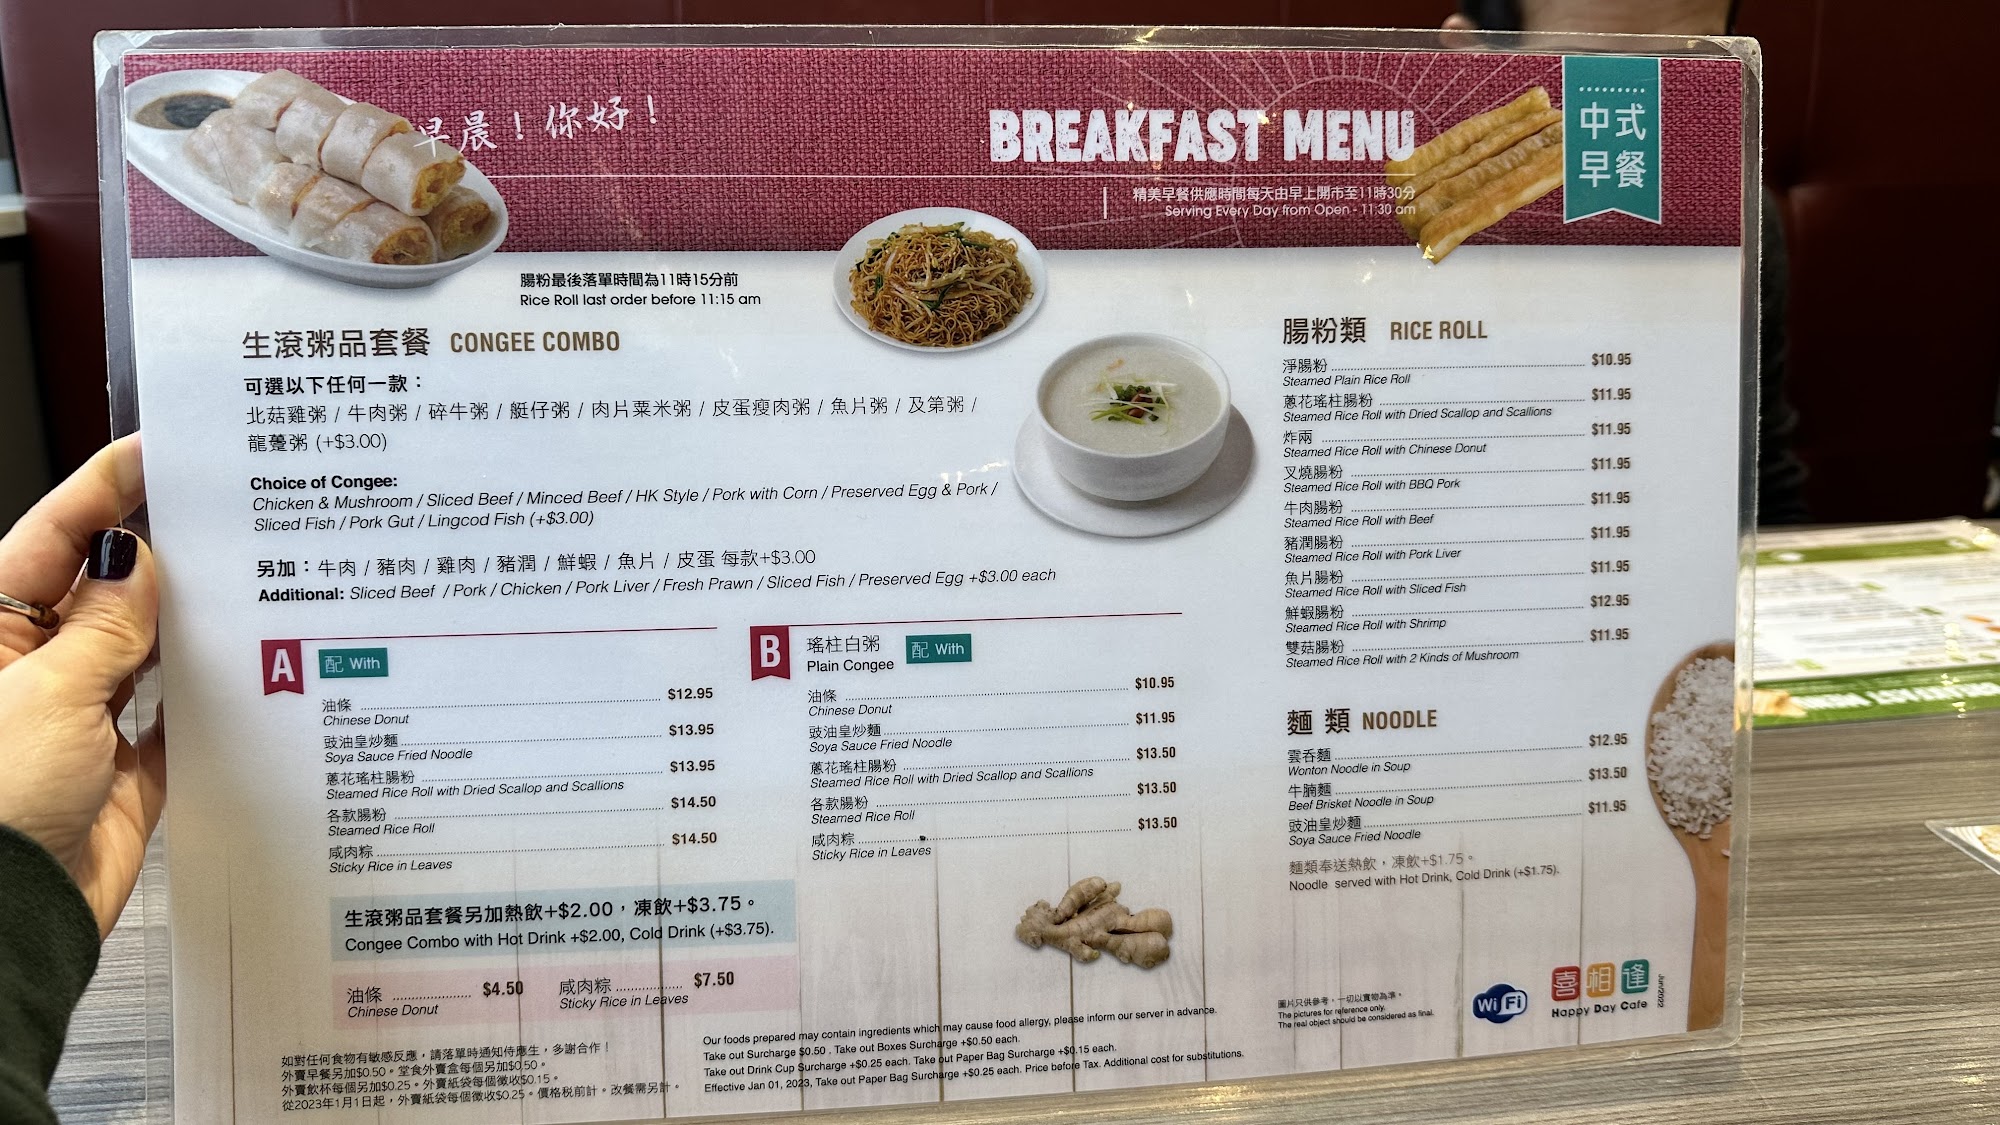 早晨！你好！
BREAKFAST MENU
精美早餐供應時間每天由早上開市至11時30分
Serving Every Day from Open - 11:30 am
中式
早餐
腸粉最後落單時間為11時15分前
Rice Roll last order before 11:15 am
生滾粥品套餐 CONGEE COMBO
可選以下任何一款：
北菇雞粥 / 牛肉粥 / 碎牛粥 / 艇仔粥 / 肉片粟米粥 / 皮蛋瘦肉粥 / 魚片粥 / 及第粥 /
龍躉粥 (+$3.00)
Choice of Congee:
Chicken & Mushroom / Sliced Beef / Minced Beef / HK Style / Pork with Corn / Preserved Egg & Pork /
Sliced Fish / Pork Gut / Lingcod Fish (+$3.00)
另加：牛肉 / 豬肉 / 雞肉 / 豬潤 / 鮮蝦 / 魚片 / 皮蛋 每款+$3.00
Additional: Sliced Beef / Pork / Chicken / Pork Liver / Fresh Prawn / Sliced Fish / Preserved Egg +$3.00 each
A 配 With
油條 $12.95
Chinese Donut
豉油皇炒麵 $13.95
Soya Sauce Fried Noodle
蔥花瑤柱腸粉 $13.95
Steamed Rice Roll with Dried Scallop and Scallions
各款腸粉 $14.50
Steamed Rice Roll
咸肉粽 $14.50
Sticky Rice in Leaves
B 瑤柱白粥 配 With
Plain Congee
油條 $10.95
Chinese Donut
豉油皇炒麵 $11.95
Soya Sauce Fried Noodle
蔥花瑤柱腸粉 $13.50
Steamed Rice Roll with Dried Scallop and Scallions
各款腸粉 $13.50
Steamed Rice Roll
咸肉粽 $13.50
Sticky Rice in Leaves
生滾粥品套餐另加熱飲+$2.00，凍飲+$3.75。
Congee Combo with Hot Drink +$2.00, Cold Drink (+$3.75).
油條 $4.50 咸肉粽 $7.50
Chinese Donut Sticky Rice in Leaves
腸粉類 RICE ROLL
淨腸粉 $10.95
Steamed Plain Rice Roll
蔥花瑤柱腸粉 $11.95
Steamed Rice Roll with Dried Scallop and Scallions
炸兩 $11.95
Steamed Rice Roll with Chinese Donut
叉燒腸粉 $11.95
Steamed Rice Roll with BBQ Pork
牛肉腸粉 $11.95
Steamed Rice Roll with Beef
豬潤腸粉 $11.95
Steamed Rice Roll with Pork Liver
魚片腸粉 $11.95
Steamed Rice Roll with Sliced Fish
鮮蝦腸粉 $12.95
Steamed Rice Roll with Shrimp
雙菇腸粉 $11.95
Steamed Rice Roll with 2 Kinds of Mushroom
麵 類 NOODLE
雲吞麵 $12.95
Wonton Noodle in Soup
牛腩麵 $13.50
Beef Brisket Noodle in Soup
豉油皇炒麵 $11.95
Soya Sauce Fried Noodle
麵類奉送熱飲，凍飲+$1.75。
Noodle served with Hot Drink, Cold Drink (+$1.75).
圖片只供參考，一切以實物為準。
The pictures for reference only.
The real object should be considered as final.
Wi Fi
喜相逢
Happy Day Cafe
Jun/2022
如對任何食物有敏感反應，請落單時通知侍應生，多謝合作！
外賣早餐另加$0.50。堂食外賣盒每個另加$0.50。
外賣飲杯每個另加$0.25。外賣紙袋每個徵收$0.15。
從2023年1月1日起，外賣紙袋每個徵收$0.25。價格稅前計。改餐需另計。
Our foods prepared may contain ingredients which may cause food allergy, please inform our server in advance.
Take out Surcharge $0.50 . Take out Boxes Surcharge +$0.50 each.
Take out Drink Cup Surcharge +$0.25 each. Take out Paper Bag Surcharge +$0.15 each.
Effective Jan 01, 2023, Take out Paper Bag Surcharge +$0.25 each. Price before Tax. Additional cost for substitutions.